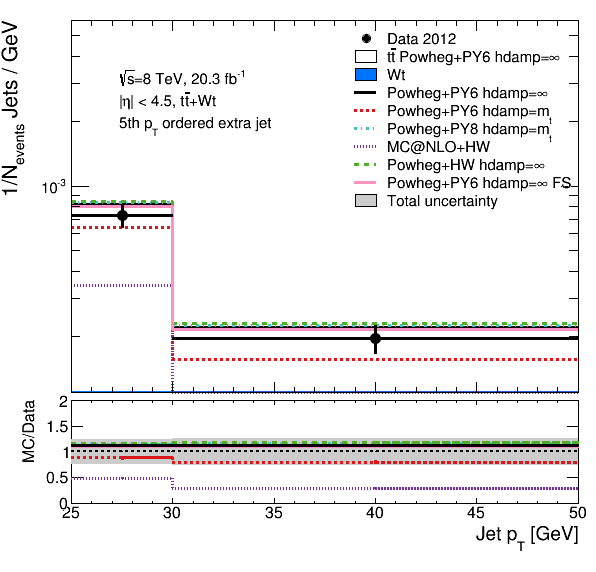 1/N_events Jets / GeV
√s=8 TeV, 20.3 fb⁻¹
|η| < 4.5, tt̄+Wt
5th p_T ordered extra jet
Data 2012
tt̄ Powheg+PY6 hdamp=∞
Wt
Powheg+PY6 hdamp=∞
Powheg+PY6 hdamp=m_t
Powheg+PY8 hdamp=m_t
MC@NLO+HW
Powheg+HW hdamp=∞
Powheg+PY6 hdamp=∞ FS
Total uncertainty
10⁻³
MC/Data
2
1.5
1
0.5
0
25 30 35 40 45 50
Jet p_T [GeV]